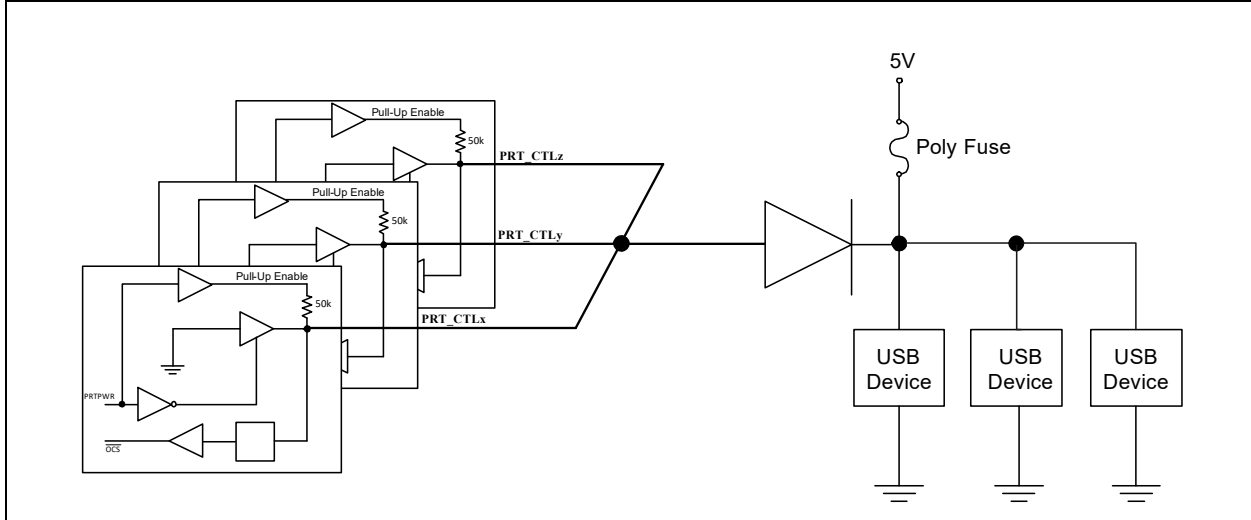 5V
Poly Fuse
Pull-Up Enable
50k
PRT_CTLz
Pull-Up Enable
50k
PRT_CTLy
Pull-Up Enable
50k
PRT_CTLx
PRTPWR
OCS
USB
Device
USB
Device
USB
Device